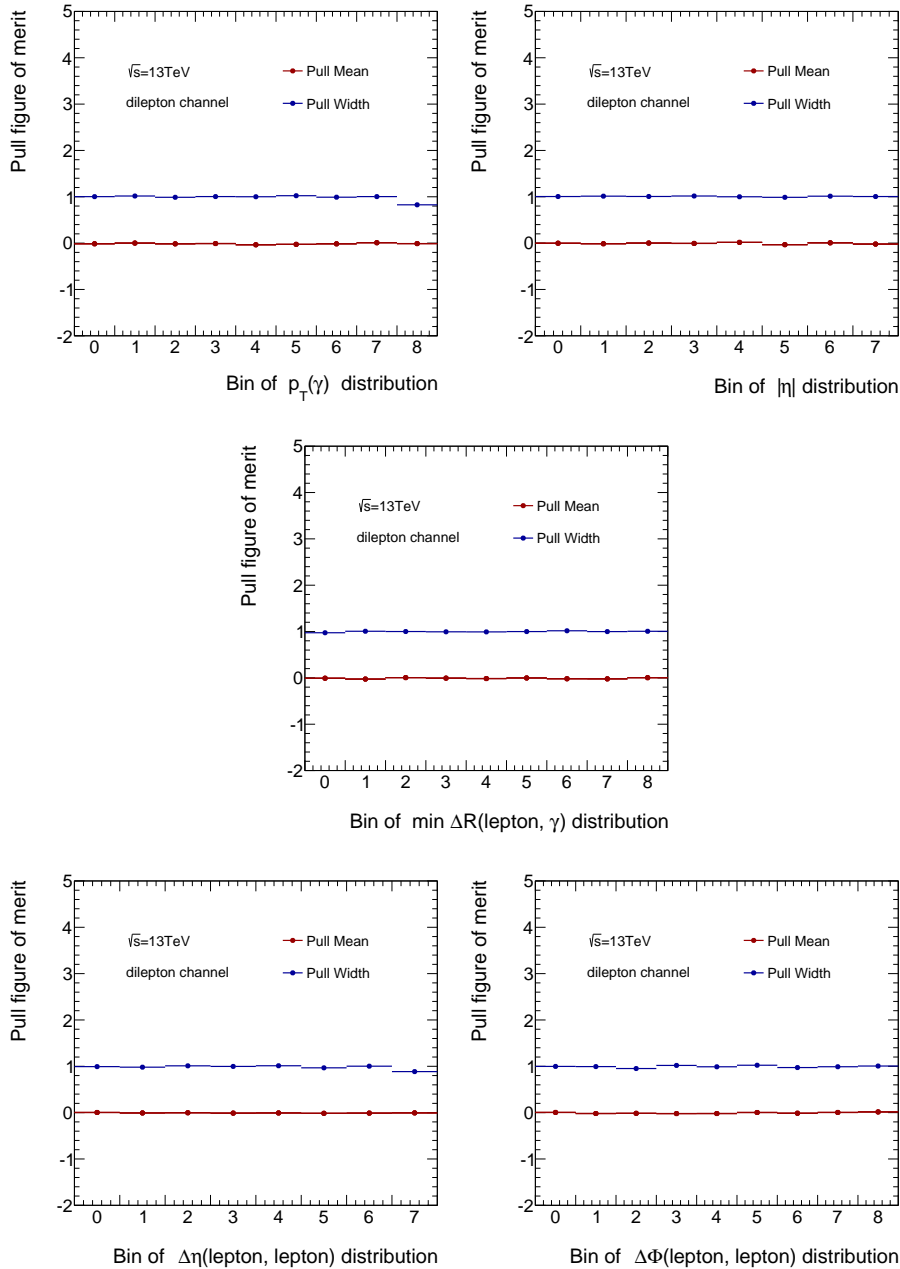 Pull figure of merit
5
4
3
2
1
0
-1
-2
√s=13TeV
dilepton channel
Pull Mean
Pull Width
0 1 2 3 4 5 6 7 8
Bin of p_T(γ) distribution
Pull figure of merit
5
4
3
2
1
0
-1
-2
√s=13TeV
dilepton channel
Pull Mean
Pull Width
0 1 2 3 4 5 6 7
Bin of |η| distribution
Pull figure of merit
5
4
3
2
1
0
-1
-2
√s=13TeV
dilepton channel
Pull Mean
Pull Width
0 1 2 3 4 5 6 7 8
Bin of min ΔR(lepton, γ) distribution
Pull figure of merit
5
4
3
2
1
0
-1
-2
√s=13TeV
dilepton channel
Pull Mean
Pull Width
0 1 2 3 4 5 6 7
Bin of Δη(lepton, lepton) distribution
Pull figure of merit
5
4
3
2
1
0
-1
-2
√s=13TeV
dilepton channel
Pull Mean
Pull Width
0 1 2 3 4 5 6 7 8
Bin of ΔΦ(lepton, lepton) distribution